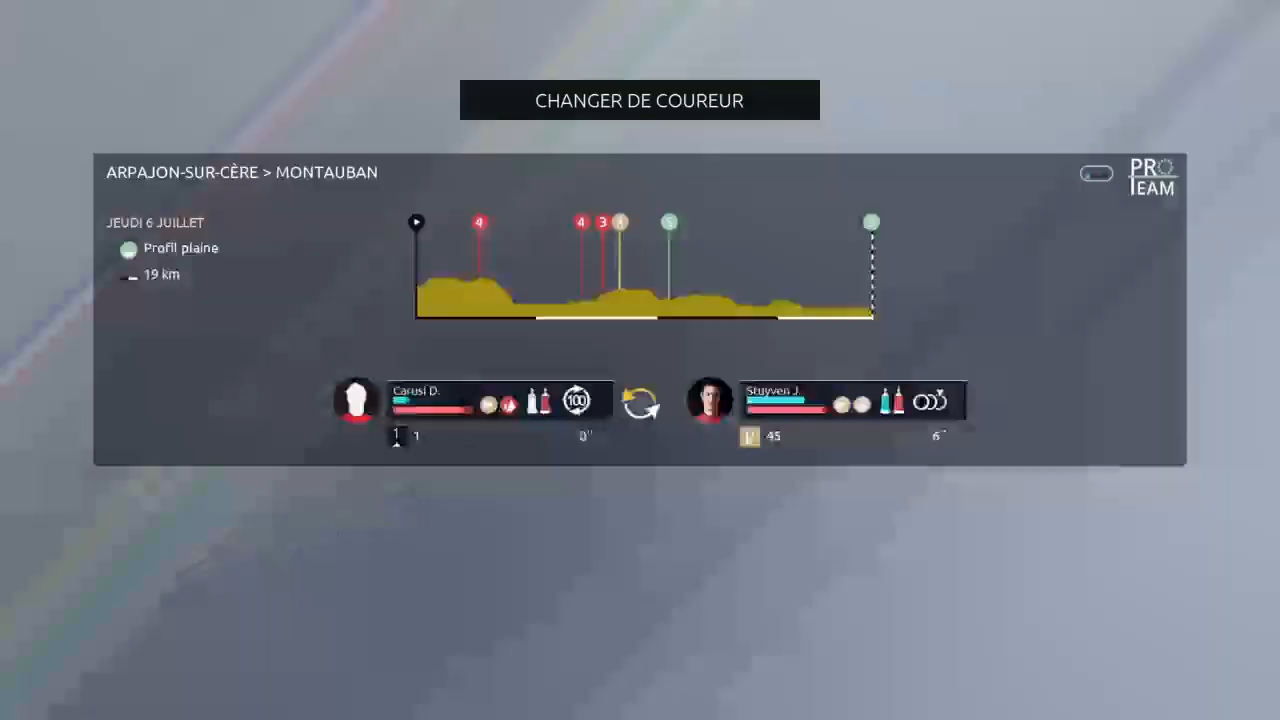 CHANGER DE COUREUR
ARPAJON-SUR-CÈRE > MONTAUBAN
PRO TEAM
JEUDI 6 JUILLET
4 4 3 S
Profil plaine
19 km
Carusi D.
100
Stuyven J.
1 0"
45 6"